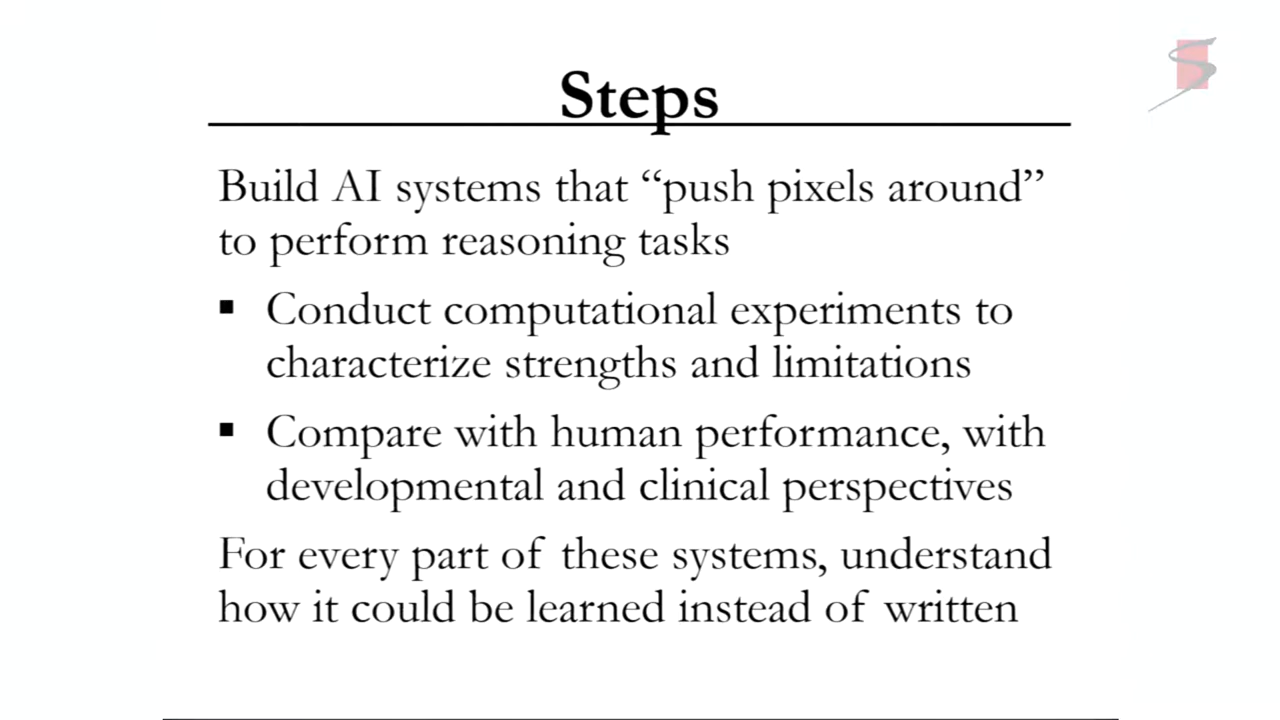 Steps
Build AI systems that “push pixels around”
to perform reasoning tasks
▪ Conduct computational experiments to
characterize strengths and limitations
▪ Compare with human performance, with
developmental and clinical perspectives
For every part of these systems, understand
how it could be learned instead of written